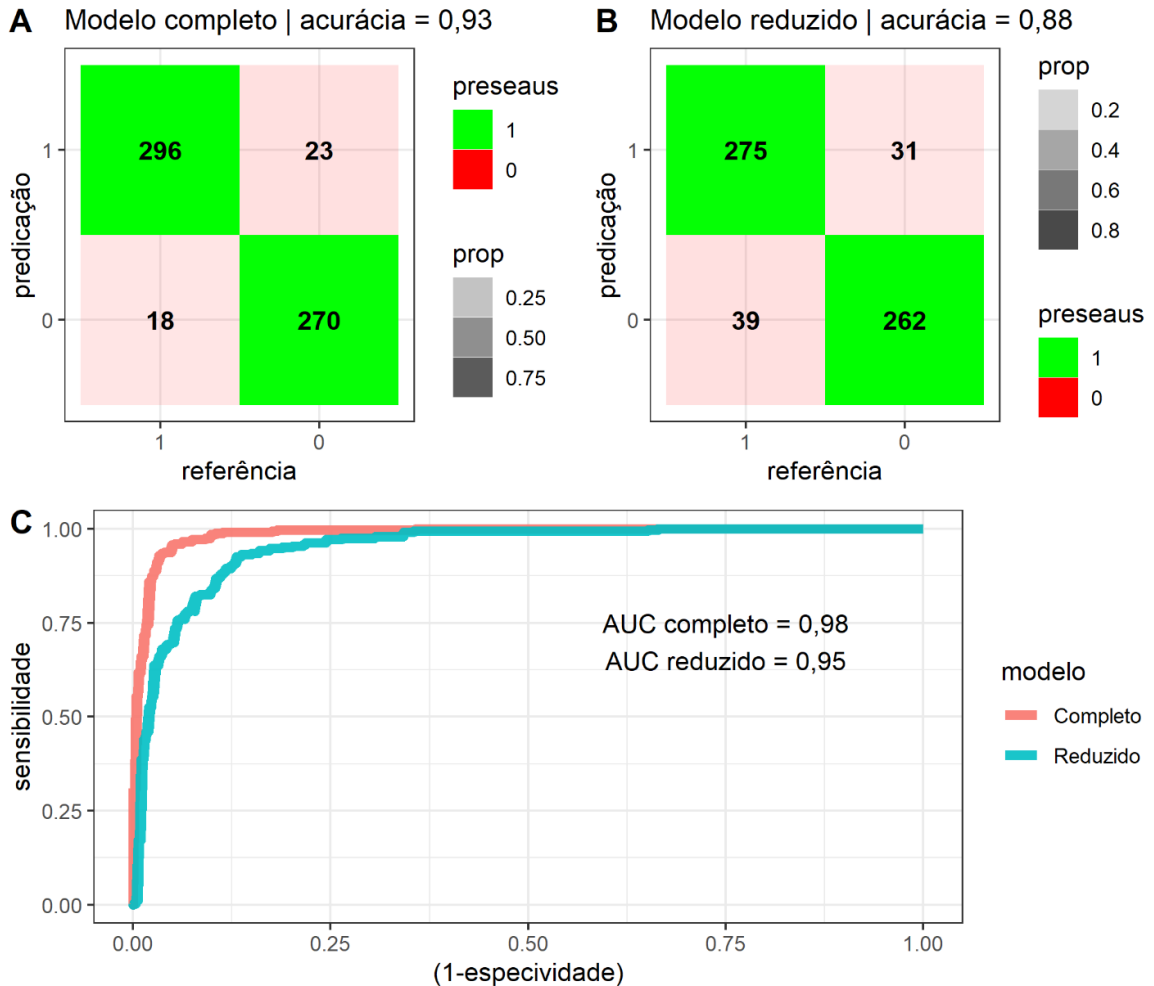 A Modelo completo | acurácia = 0,93
predicação
1
0
296
23
18
270
1
0
referência
preseaus
1
0
prop
0.25
0.50
0.75
B Modelo reduzido | acurácia = 0,88
predicação
1
0
275
31
39
262
1
0
referência
prop
0.2
0.4
0.6
0.8
preseaus
1
0
C
sensibilidade
1.00
0.75
0.50
0.25
0.00
AUC completo = 0,98
AUC reduzido = 0,95
0.00
0.25
0.50
0.75
1.00
(1-especividade)
modelo
Completo
Reduzido